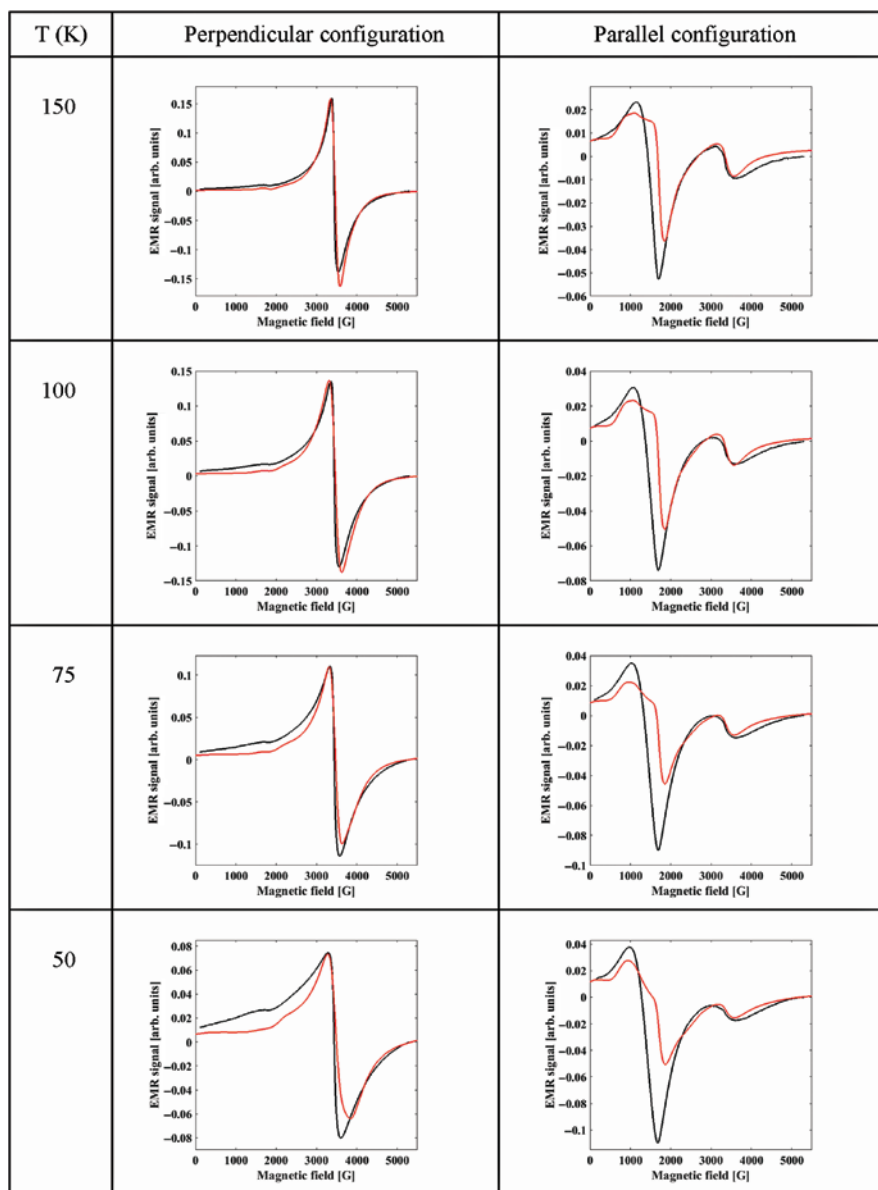 T (K) Perpendicular configuration Parallel configuration
150
EMR signal [arb. units]
0.15
0.1
0.05
0
−0.05
−0.1
−0.15
0 1000 2000 3000 4000 5000
Magnetic field [G]
EMR signal [arb. units]
0.02
0.01
0
−0.01
−0.02
−0.03
−0.04
−0.05
−0.06
0 1000 2000 3000 4000 5000
Magnetic field [G]
100
EMR signal [arb. units]
0.15
0.1
0.05
0
−0.05
−0.1
−0.15
0 1000 2000 3000 4000 5000
Magnetic field [G]
EMR signal [arb. units]
0.04
0.02
0
−0.02
−0.04
−0.06
−0.08
0 1000 2000 3000 4000 5000
Magnetic field [G]
75
EMR signal [arb. units]
0.1
0.05
0
−0.05
−0.1
0 1000 2000 3000 4000 5000
Magnetic field [G]
EMR signal [arb. units]
0.04
0.02
0
−0.02
−0.04
−0.06
−0.08
−0.1
0 1000 2000 3000 4000 5000
Magnetic field [G]
50
EMR signal [arb. units]
0.08
0.06
0.04
0.02
0
−0.02
−0.04
−0.06
−0.08
0 1000 2000 3000 4000 5000
Magnetic field [G]
EMR signal [arb. units]
0.04
0.02
0
−0.02
−0.04
−0.06
−0.08
−0.1
0 1000 2000 3000 4000 5000
Magnetic field [G]